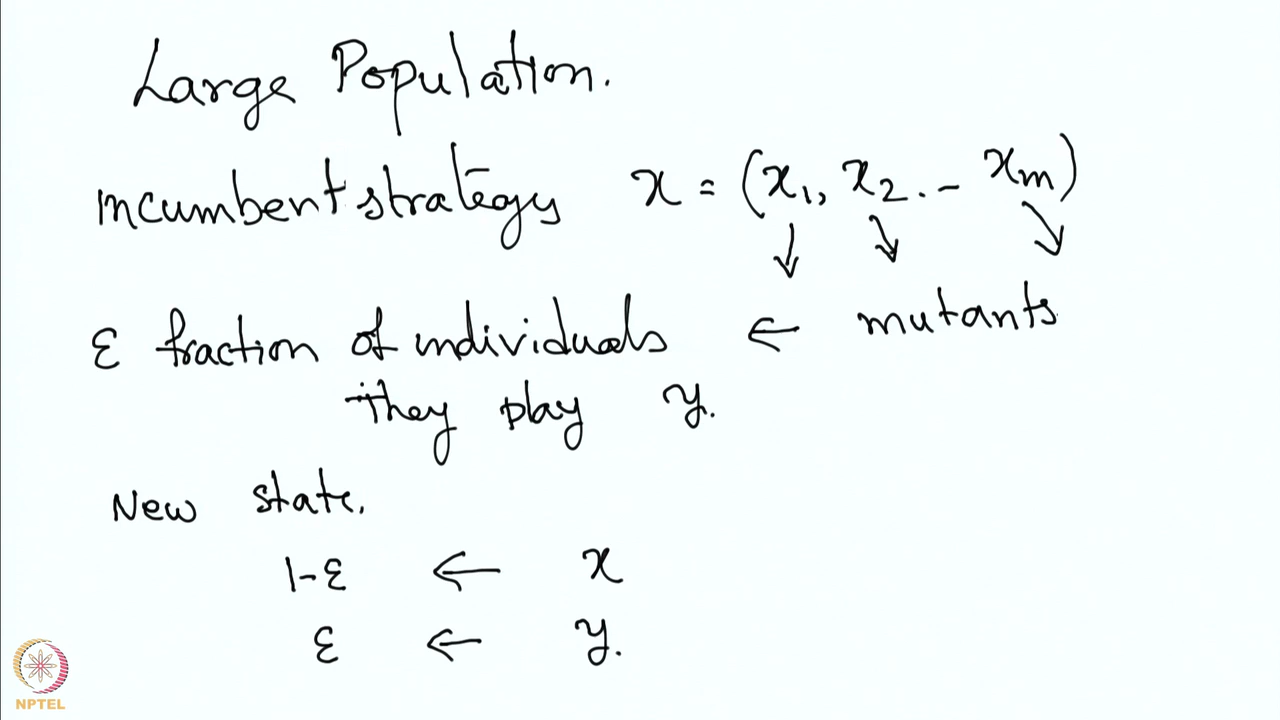 Large Population.
incumbent strategy x = (x₁, x₂ .. xₘ)
↓ ↓ ↓
ε fraction of individuals ← mutants
they play y.
New state.
1-ε ← x
ε ← y.
NPTEL